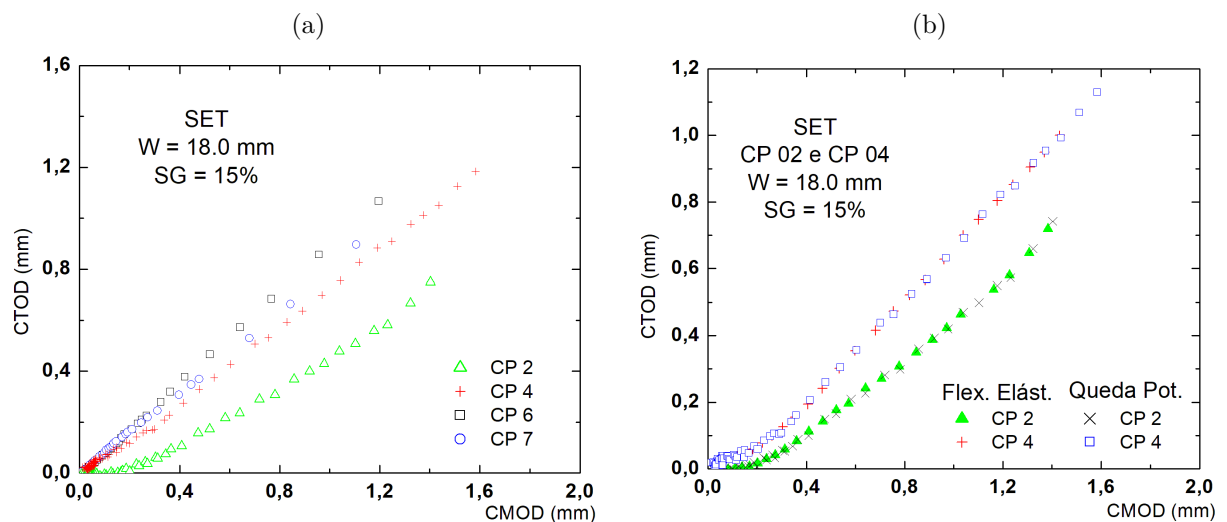 (a)
1,6
1,2
0,8
0,4
0,0
CTOD (mm)
SET
W = 18.0 mm
SG = 15%
CP 2
CP 4
CP 6
CP 7
0,0 0,4 0,8 1,2 1,6 2,0
CMOD (mm)
(b)
1,2
1,0
0,8
0,6
0,4
0,2
0,0
CTOD (mm)
SET
CP 02 e CP 04
W = 18.0 mm
SG = 15%
Flex. Elást. Queda Pot.
CP 2 CP 2
CP 4 CP 4
0,0 0,4 0,8 1,2 1,6 2,0
CMOD (mm)